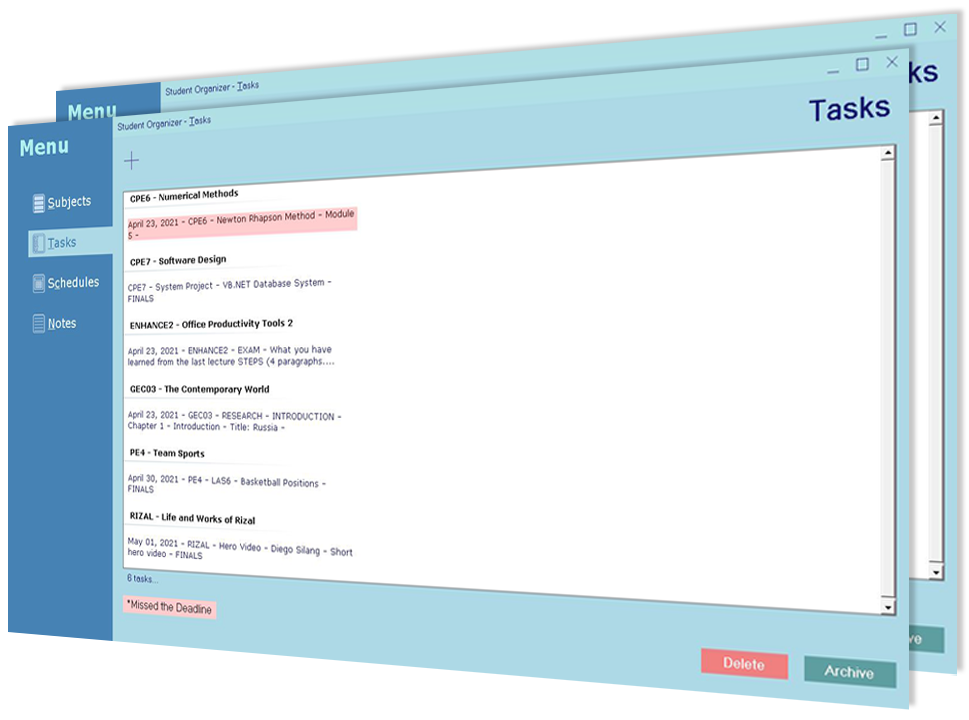 Menu
Student Organizer - Tasks
ks
ve
Menu
Subjects
Tasks
Schedules
Notes
Student Organizer - Tasks
Tasks
CPE6 - Numerical Methods
April 23, 2021 - CPE6 - Newton Rhapson Method - Module
5 -
CPE7 - Software Design
CPE7 - System Project - VB.NET Database System -
FINALS
ENHANCE2 - Office Productivity Tools 2
April 23, 2021 - ENHANCE2 - EXAM - What you have
learned from the last lecture STEPS (4 paragraphs....
GEC03 - The Contemporary World
April 23, 2021 - GEC03 - RESEARCH - INTRODUCTION -
Chapter 1 - Introduction - Title: Russia -
PE4 - Team Sports
April 30, 2021 - PE4 - LAS6 - Basketball Positions -
FINALS
RIZAL - Life and Works of Rizal
May 01, 2021 - RIZAL - Hero Video - Diego Silang - Short
hero video - FINALS
6 tasks...
*Missed the Deadline
Delete
Archive